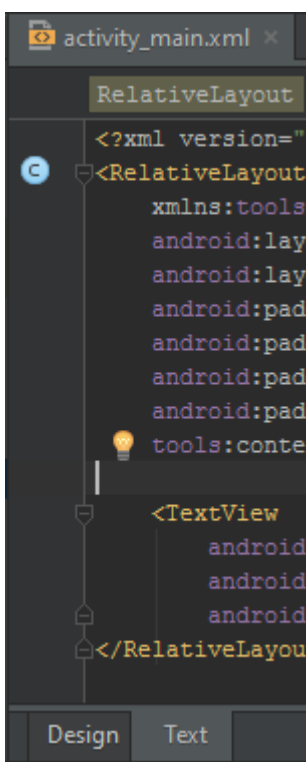 activity_main.xml ×
RelativeLayout
C
<?xml version="
<RelativeLayout
xmlns:tools
android:lay
android:lay
android:pad
android:pad
android:pad
android:pad
tools:conte
<TextView
android
android
android
</RelativeLayou
Design Text